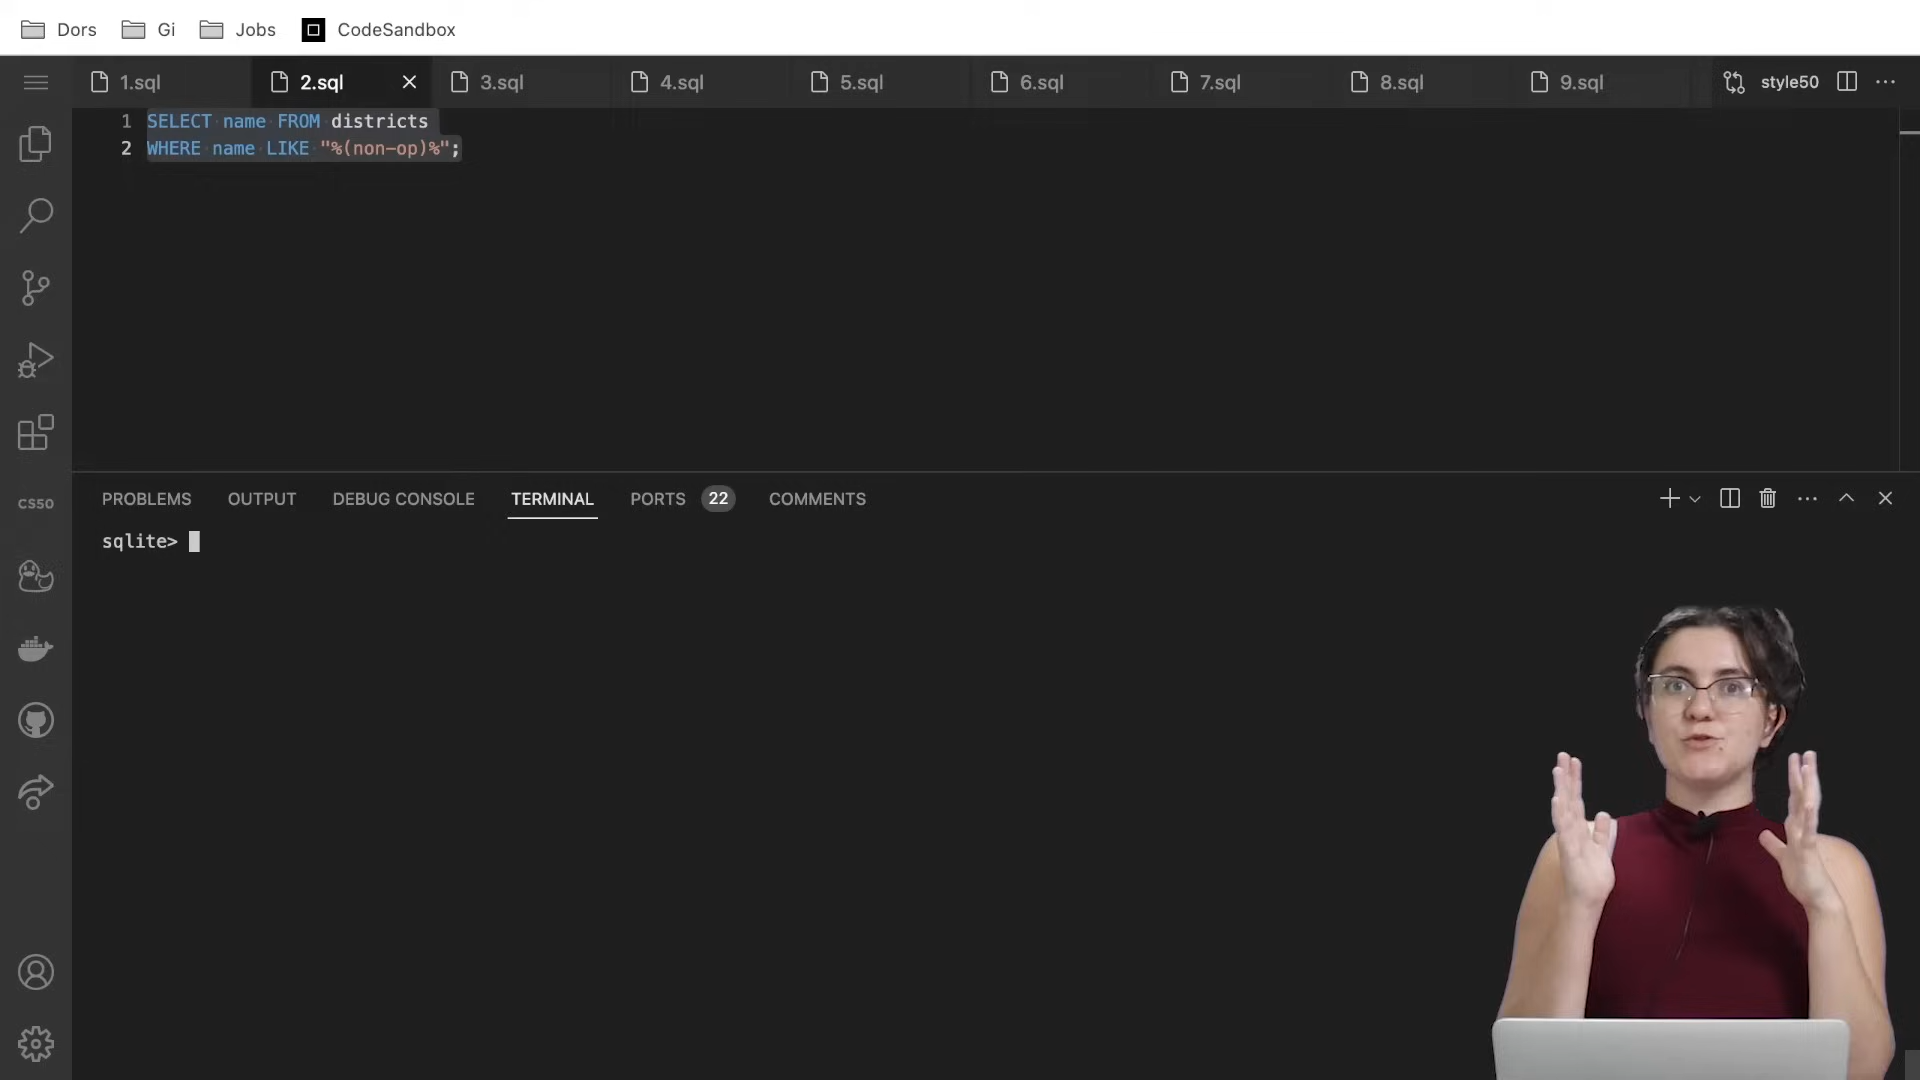 Dors Gi Jobs CodeSandbox
1.sql 2.sql 3.sql 4.sql 5.sql 6.sql 7.sql 8.sql 9.sql style50
1 SELECT name FROM districts
2 WHERE name LIKE "%(non-op)%";
CS50
PROBLEMS OUTPUT DEBUG CONSOLE TERMINAL PORTS 22 COMMENTS
sqlite>